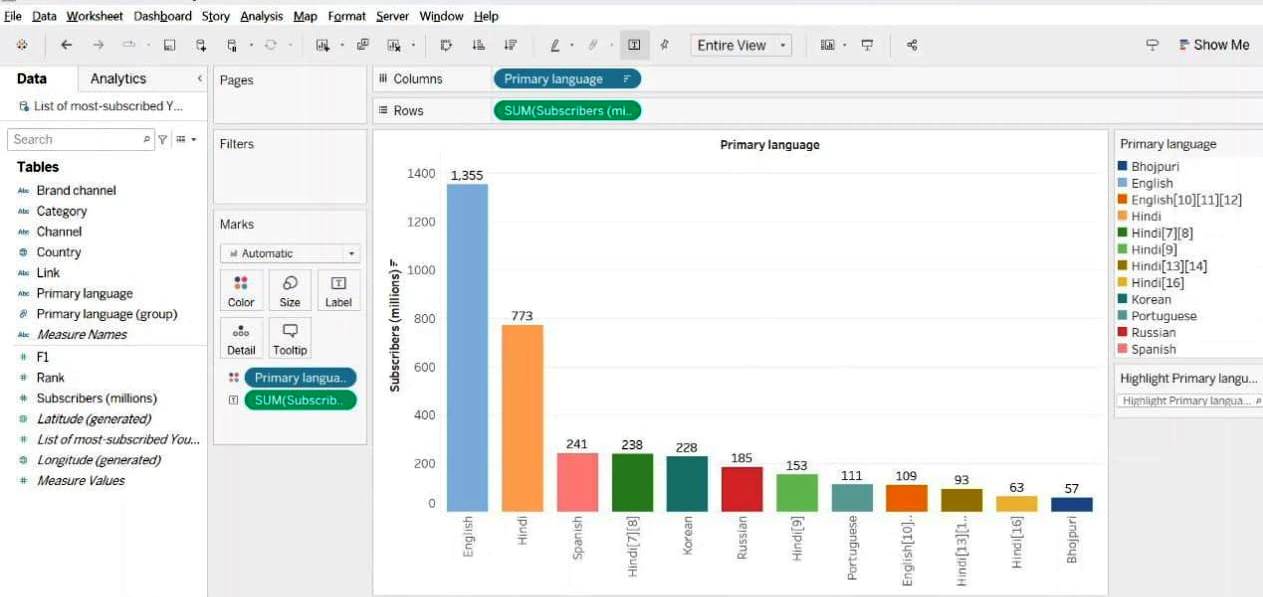 File Data Worksheet Dashboard Story Analysis Map Format Server Window Help
Entire View
Show Me
Data Analytics
List of most-subscribed Y...
Search
Tables
Abc Brand channel
Abc Category
Abc Channel
Country
Abc Link
Abc Primary language
Primary language (group)
Abc Measure Names
# F1
# Rank
# Subscribers (millions)
Latitude (generated)
# List of most-subscribed You...
Longitude (generated)
# Measure Values
Pages
Filters
Marks
Automatic
Color Size Label
Detail Tooltip
Primary langua..
SUM(Subscrib..
Columns Primary language
Rows SUM(Subscribers (mi..
Primary language
Subscribers (millions)
1400
1200
1000
800
600
400
200
0
1,355
773
241
238
228
185
153
111
109
93
63
57
English
Hindi
Spanish
Hindi[7][8]
Korean
Russian
Hindi[9]
Portuguese
English[10]..
Hindi[13][1..
Hindi[16]
Bhojpuri
Primary language
Bhojpuri
English
English[10][11][12]
Hindi
Hindi[7][8]
Hindi[9]
Hindi[13][14]
Hindi[16]
Korean
Portuguese
Russian
Spanish
Highlight Primary langu...
Highlight Primary langua...